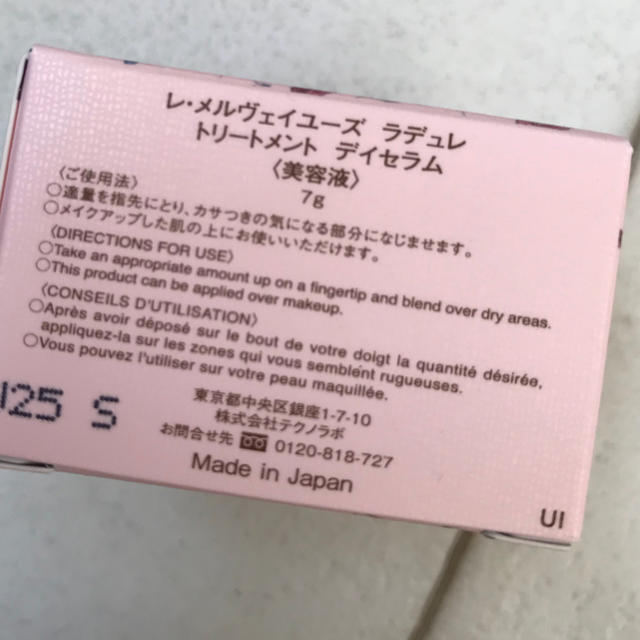 レ・メルヴェイユーズ ラデュレ
トリートメント デイセラム
〈美容液〉
7g
〈ご使用法〉
○適量を指先にとり、カサつきの気になる部分になじませます。
○メイクアップした肌の上にお使いいただけます。
〈DIRECTIONS FOR USE〉
○Take an appropriate amount up on a fingertip and blend over dry areas.
○This product can be applied over makeup.
〈CONSEILS D'UTILISATION〉
○Après avoir déposé sur le bout de votre doigt la quantité désirée,
appliquez-la sur les zones qui vous semblent rugueuses.
○Vous pouvez l'utiliser sur votre peau maquillée.
東京都中央区銀座1-7-10
株式会社テクノラボ
お問合せ先 0120-818-727
Made in Japan
125 S
UI